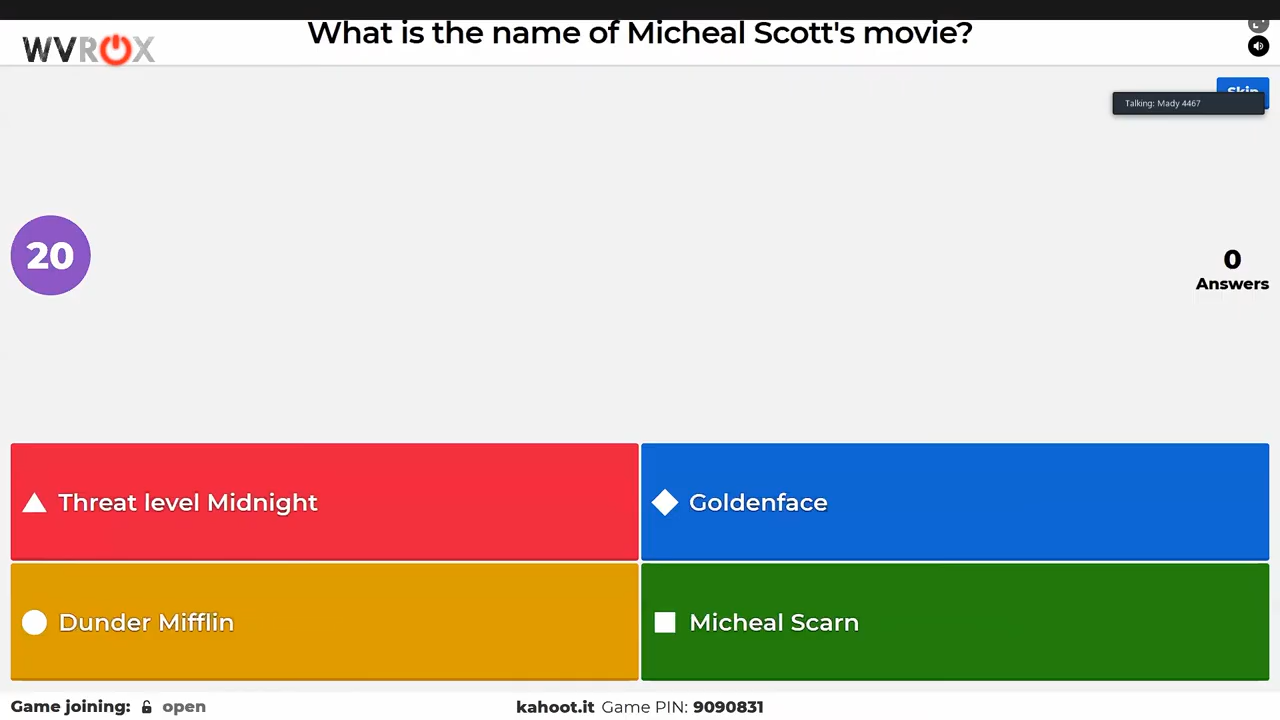 What is the name of Micheal Scott's movie?
WVROX
Talking: Mady 4467
20
0
Answers
Threat level Midnight
Goldenface
Dunder Mifflin
Micheal Scarn
Game joining: open
kahoot.it Game PIN: 9090831